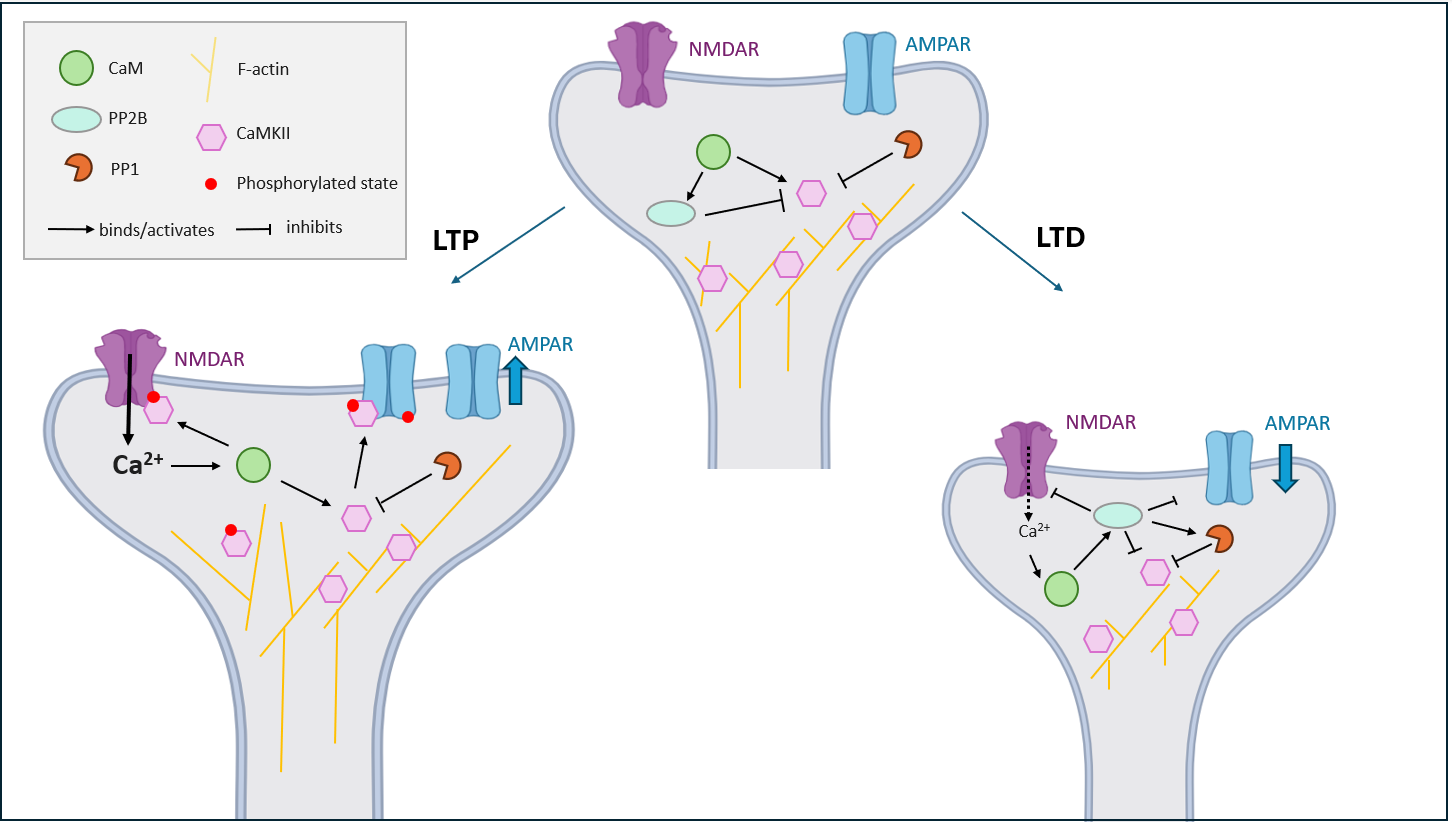 CaM
F-actin
PP2B
CaMKII
PP1
Phosphorylated state
binds/activates
inhibits
NMDAR
AMPAR
LTP
LTD
NMDAR
AMPAR
Ca²⁺
NMDAR
AMPAR
Ca²⁺